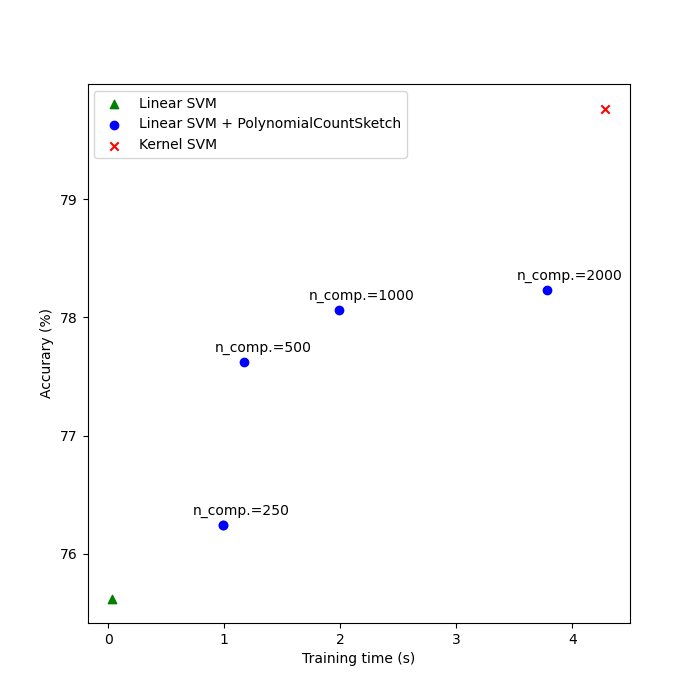 Linear SVM
Linear SVM + PolynomialCountSketch
Kernel SVM
79
n_comp.=2000
n_comp.=1000
78
n_comp.=500
Accurary (%)
77
n_comp.=250
76
0 1 2 3 4
Training time (s)